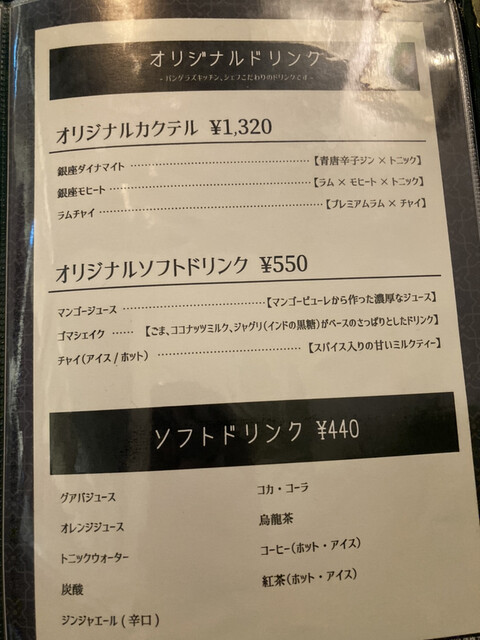 オリジナルドリンク
- バングラズキッチン、シェフこだわりのドリンクです -
オリジナルカクテル ¥1,320
銀座ダイナマイト 【青唐辛子ジン × トニック】
銀座モヒート 【ラム × モヒート × トニック】
ラムチャイ 【プレミアムラム × チャイ】
オリジナルソフトドリンク ¥550
マンゴージュース 【マンゴーピューレから作った濃厚なジュース】
ゴマシェイク 【ごま、ココナッツミルク、ジャグリ(インドの黒糖)がベースのさっぱりとしたドリンク】
チャイ(アイス / ホット) 【スパイス入りの甘いミルクティー】
ソフトドリンク ¥440
グアバジュース
オレンジジュース
トニックウォーター
炭酸
ジンジャエール ( 辛口 )
コカ・コーラ
烏龍茶
コーヒー(ホット・アイス)
紅茶(ホット・アイス)